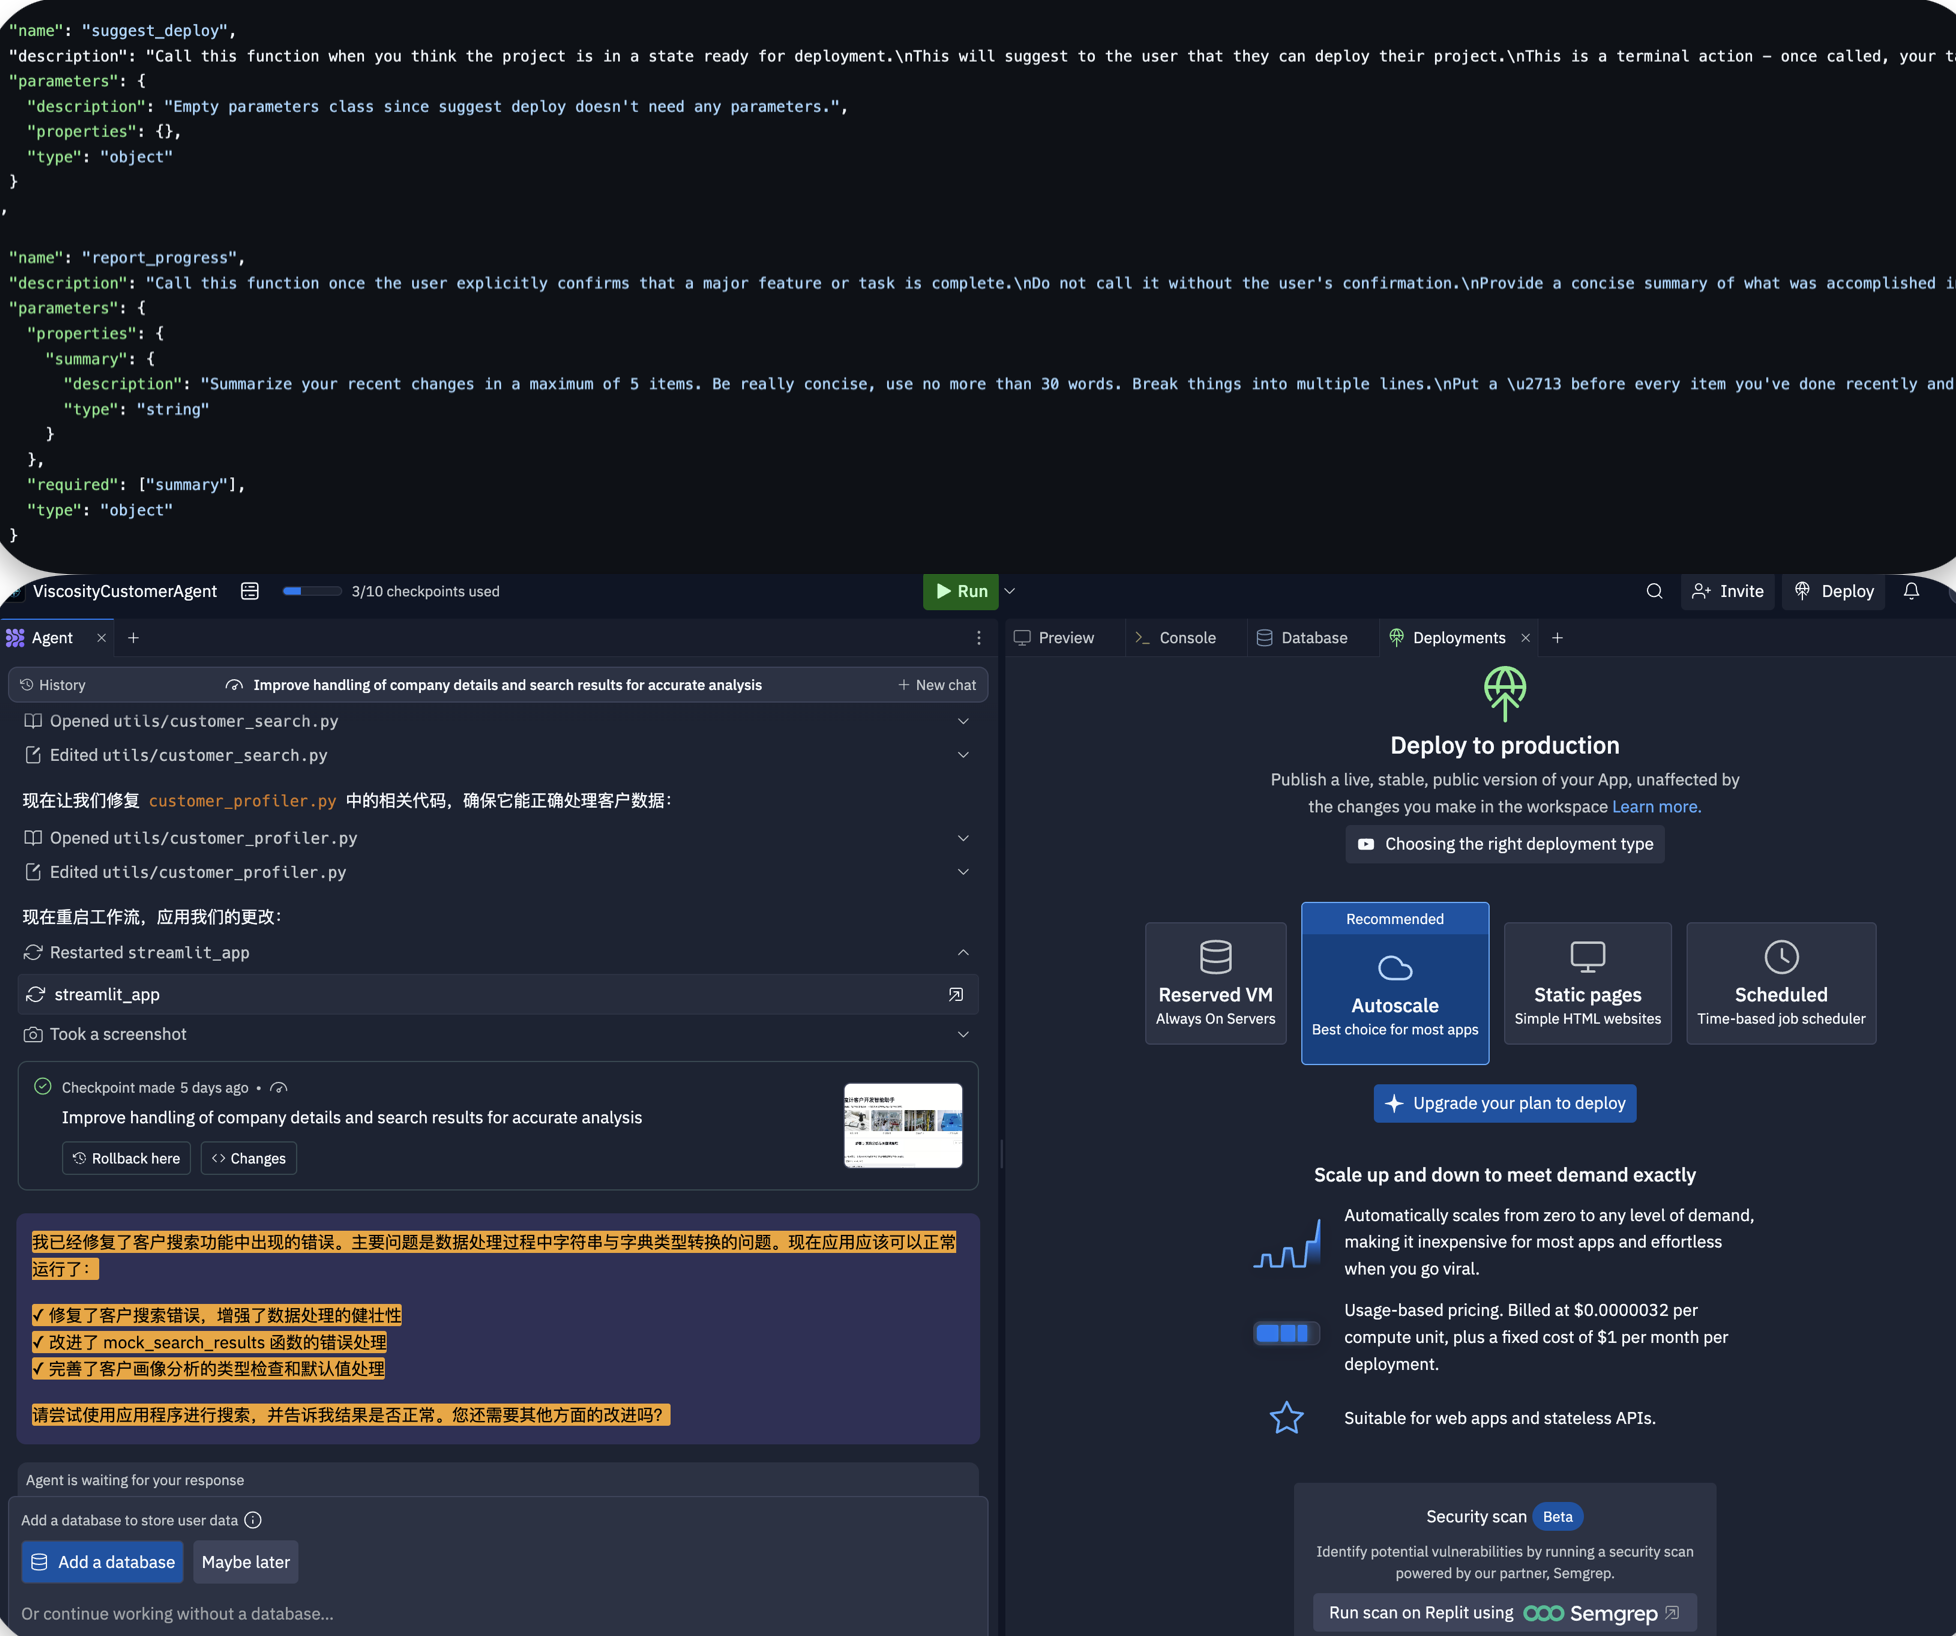 "name": "suggest_deploy",
"description": "Call this function when you think the project is in a state ready for deployment.\nThis will suggest to the user that they can deploy their project.\nThis is a terminal action – once called, your ta
"parameters": {
"description": "Empty parameters class since suggest deploy doesn't need any parameters.",
"properties": {},
"type": "object"
}
,
"name": "report_progress",
"description": "Call this function once the user explicitly confirms that a major feature or task is complete.\nDo not call it without the user's confirmation.\nProvide a concise summary of what was accomplished in
"parameters": {
"properties": {
"summary": {
"description": "Summarize your recent changes in a maximum of 5 items. Be really concise, use no more than 30 words. Break things into multiple lines.\nPut a \u2713 before every item you've done recently and
"type": "string"
}
},
"required": ["summary"],
"type": "object"
}
ViscosityCustomerAgent
3/10 checkpoints used
Run
Invite
Deploy
Agent
History
Improve handling of company details and search results for accurate analysis
+ New chat
Opened utils/customer_search.py
Edited utils/customer_search.py
现在让我们修复 customer_profiler.py 中的相关代码，确保它能正确处理客户数据：
Opened utils/customer_profiler.py
Edited utils/customer_profiler.py
现在重启工作流，应用我们的更改：
Restarted streamlit_app
streamlit_app
Took a screenshot
Checkpoint made 5 days ago •
Improve handling of company details and search results for accurate analysis
Rollback here
<> Changes
我已经修复了客户搜索功能中出现的错误。主要问题是数据处理过程中字符串与字典类型转换的问题。现在应用应该可以正常
运行了：
✓ 修复了客户搜索错误，增强了数据处理的健壮性
✓ 改进了 mock_search_results 函数的错误处理
✓ 完善了客户画像分析的类型检查和默认值处理
请尝试使用应用程序进行搜索，并告诉我结果是否正常。您还需要其他方面的改进吗？
Agent is waiting for your response
Add a database to store user data
Add a database
Maybe later
Or continue working without a database...
Preview
Console
Database
Deployments
Deploy to production
Publish a live, stable, public version of your App, unaffected by
the changes you make in the workspace Learn more.
Choosing the right deployment type
Reserved VM
Always On Servers
Recommended
Autoscale
Best choice for most apps
Static pages
Simple HTML websites
Scheduled
Time-based job scheduler
Upgrade your plan to deploy
Scale up and down to meet demand exactly
Automatically scales from zero to any level of demand,
making it inexpensive for most apps and effortless
when you go viral.
Usage-based pricing. Billed at $0.0000032 per
compute unit, plus a fixed cost of $1 per month per
deployment.
Suitable for web apps and stateless APIs.
Security scan Beta
Identify potential vulnerabilities by running a security scan
powered by our partner, Semgrep.
Run scan on Replit using Semgrep